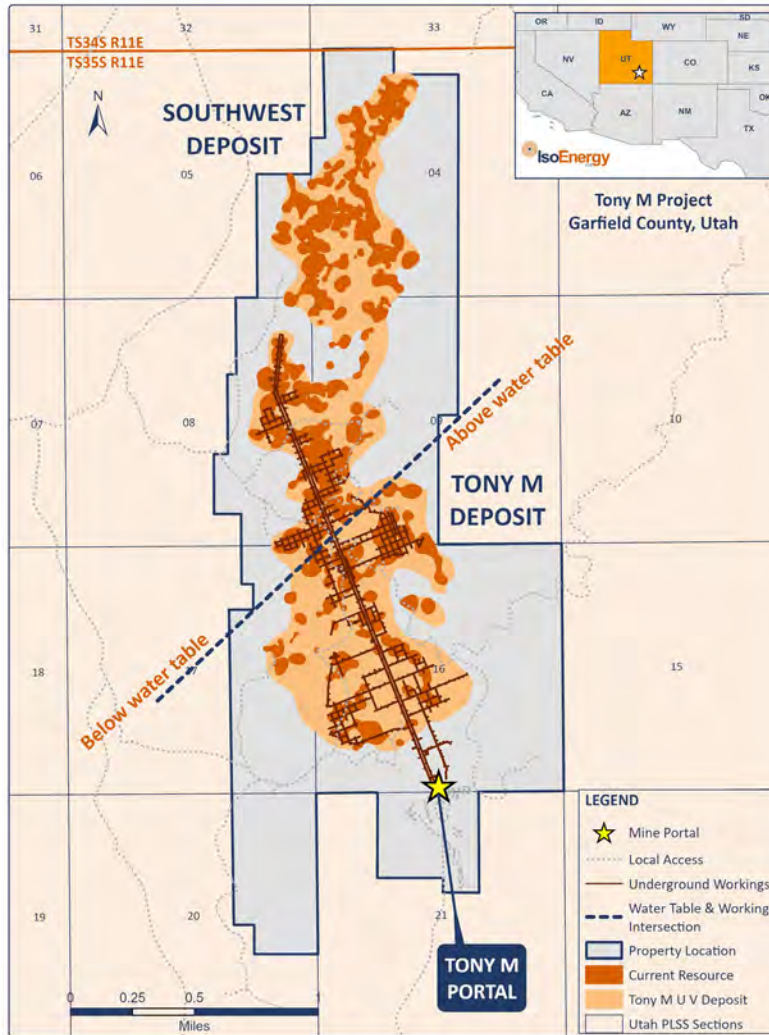 31
32
33
TS34S R11E
TS35S R11E
N
SOUTHWEST
DEPOSIT
06
05
04
OR
ID
WY
SD
NE
NV
UT
CO
KS
CA
AZ
NM
OK
TX
IsoEnergy
Tony M Project
Garfield County, Utah
Above water table
07
08
09
10
TONY M
DEPOSIT
Below water table
18
16
15
19
20
21
TONY M
PORTAL
0
0.25
0.5
1
Miles
LEGEND
Mine Portal
Local Access
Underground Workings
Water Table & Working
Intersection
Property Location
Current Resource
Tony M U V Deposit
Utah PLSS Sections